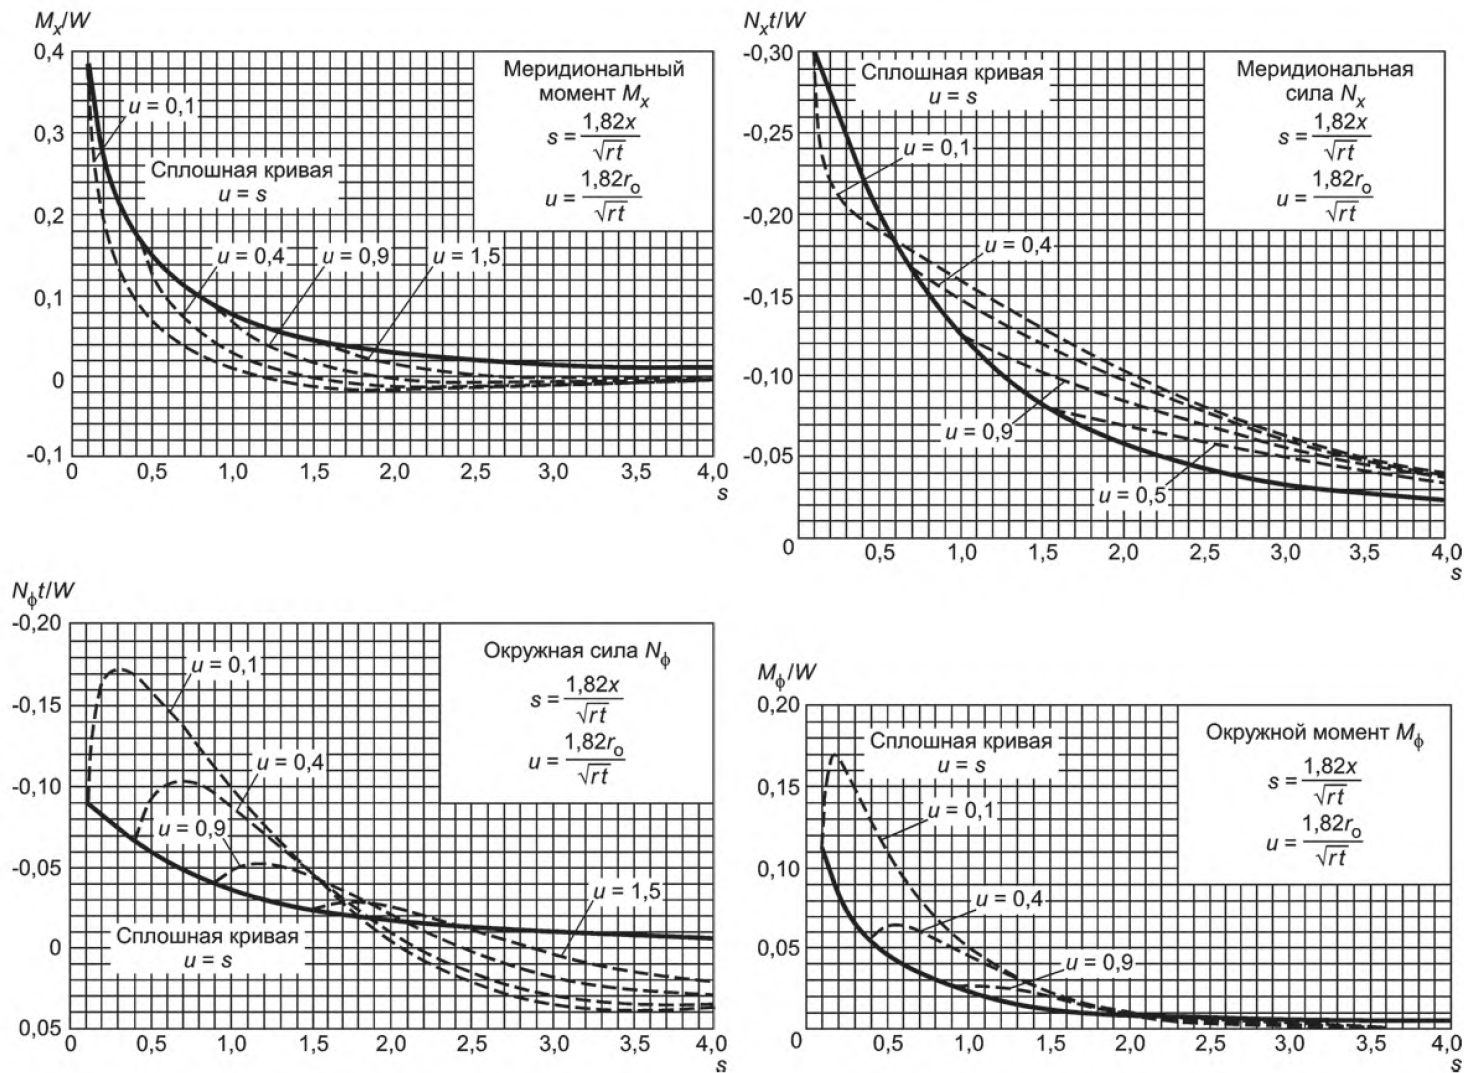 Mₓ/W
0,4
0,3
0,2
0,1
0
-0,1
0 0,5 1,0 1,5 2,0 2,5 3,0 3,5 4,0
s
u = 0,1
Сплошная кривая
u = s
u = 0,4
u = 0,9
u = 1,5
Меридиональный
момент Mₓ
s = 1,82x/√rt
u = 1,82rₒ/√rt
Nₓt/W
-0,30
-0,25
-0,20
-0,15
-0,10
-0,05
0
0,5 1,0 1,5 2,0 2,5 3,0 3,5 4,0
s
Сплошная кривая
u = s
u = 0,1
u = 0,4
u = 0,9
u = 0,5
Меридиональная
сила Nₓ
s = 1,82x/√rt
u = 1,82rₒ/√rt
N_ϕt/W
-0,20
-0,15
-0,10
-0,05
0
0,05
0 0,5 1,0 1,5 2,0 2,5 3,0 3,5 4,0
s
u = 0,1
u = 0,4
u = 0,9
u = 1,5
Сплошная кривая
u = s
Окружная сила N_ϕ
s = 1,82x/√rt
u = 1,82rₒ/√rt
M_ϕ/W
0,20
0,15
0,10
0,05
0
0,5 1,0 1,5 2,0 2,5 3,0 3,5 4,0
s
Сплошная кривая
u = s
u = 0,1
u = 0,4
u = 0,9
Окружной момент M_ϕ
s = 1,82x/√rt
u = 1,82rₒ/√rt